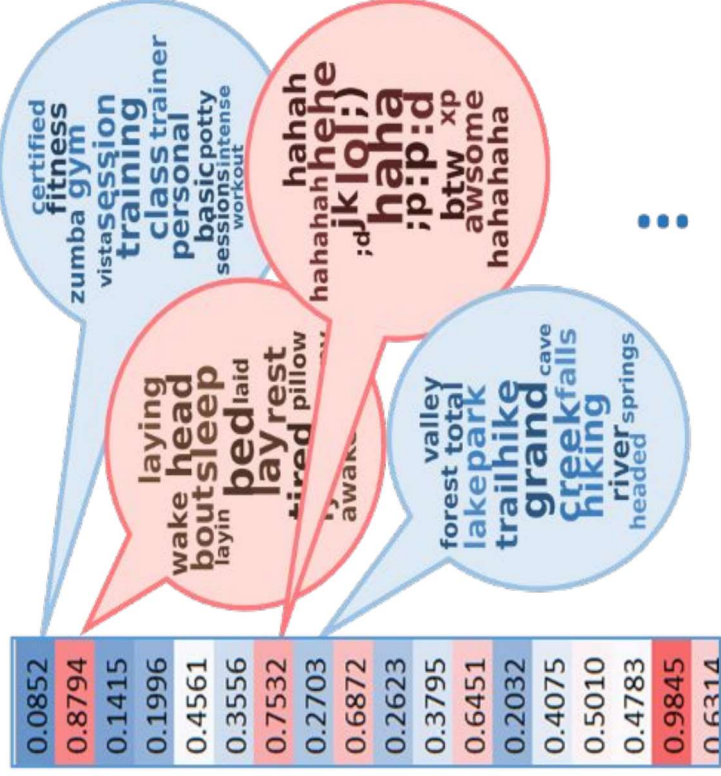 0.0852
0.8794
0.1415
0.1996
0.4561
0.3556
0.7532
0.2703
0.6872
0.2623
0.3795
0.6451
0.2032
0.4075
0.5010
0.4783
0.9845
0.6314
certified
fitness
zumba gym
vista session
training
class trainer
personal
basic potty
sessions intense
workout
laying
wake head
bout sleep
layin
bed laid
lay rest
tired pillow
awake
hahah
hahahah hehe
jk lol ;)
;d
haha
;p :p :d
btw xp
awsome
hahahaha
valley
forest total
lake park
trail hike
grand cave
creek falls
hiking
river springs
headed
...